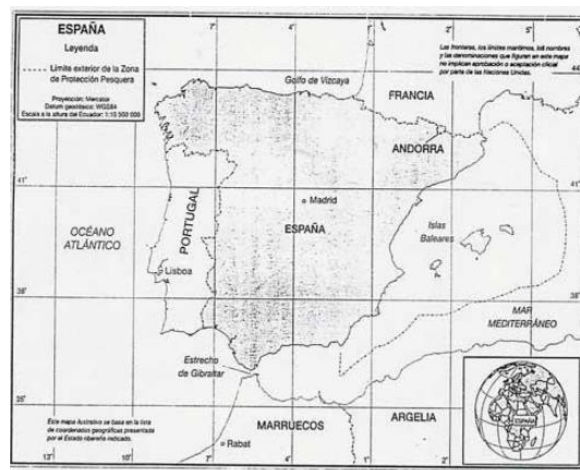 ESPAÑA
Leyenda
Límite exterior de la Zona
de Protección Pesquera
Proyección: Mercator
Datum geodésico: WGS84
Escala a la altura del Ecuador: 1:10 500 000
Las fronteras, los límites marítimos, los nombres
y las denominaciones que figuran en este mapa
no implican aprobación o aceptación oficial
por parte de las Naciones Unidas.
7°
4°
1°
2°
5°
44°
Golfo de Vizcaya
FRANCIA
ANDORRA
41°
41°
Madrid
PORTUGAL
ESPAÑA
Islas
Baleares
OCÉANO
ATLÁNTICO
Lisboa
38°
38°
MAR
MEDITERRÁNEO
Estrecho
de Gibraltar
35°
ESPAÑA
Este mapa ilustrativo se basa en la lista
de coordenadas geográficas presentada
por el Estado ribereño indicado.
MARRUECOS
ARGELIA
Rabat
13°
10°
7°
4°
1°
2°